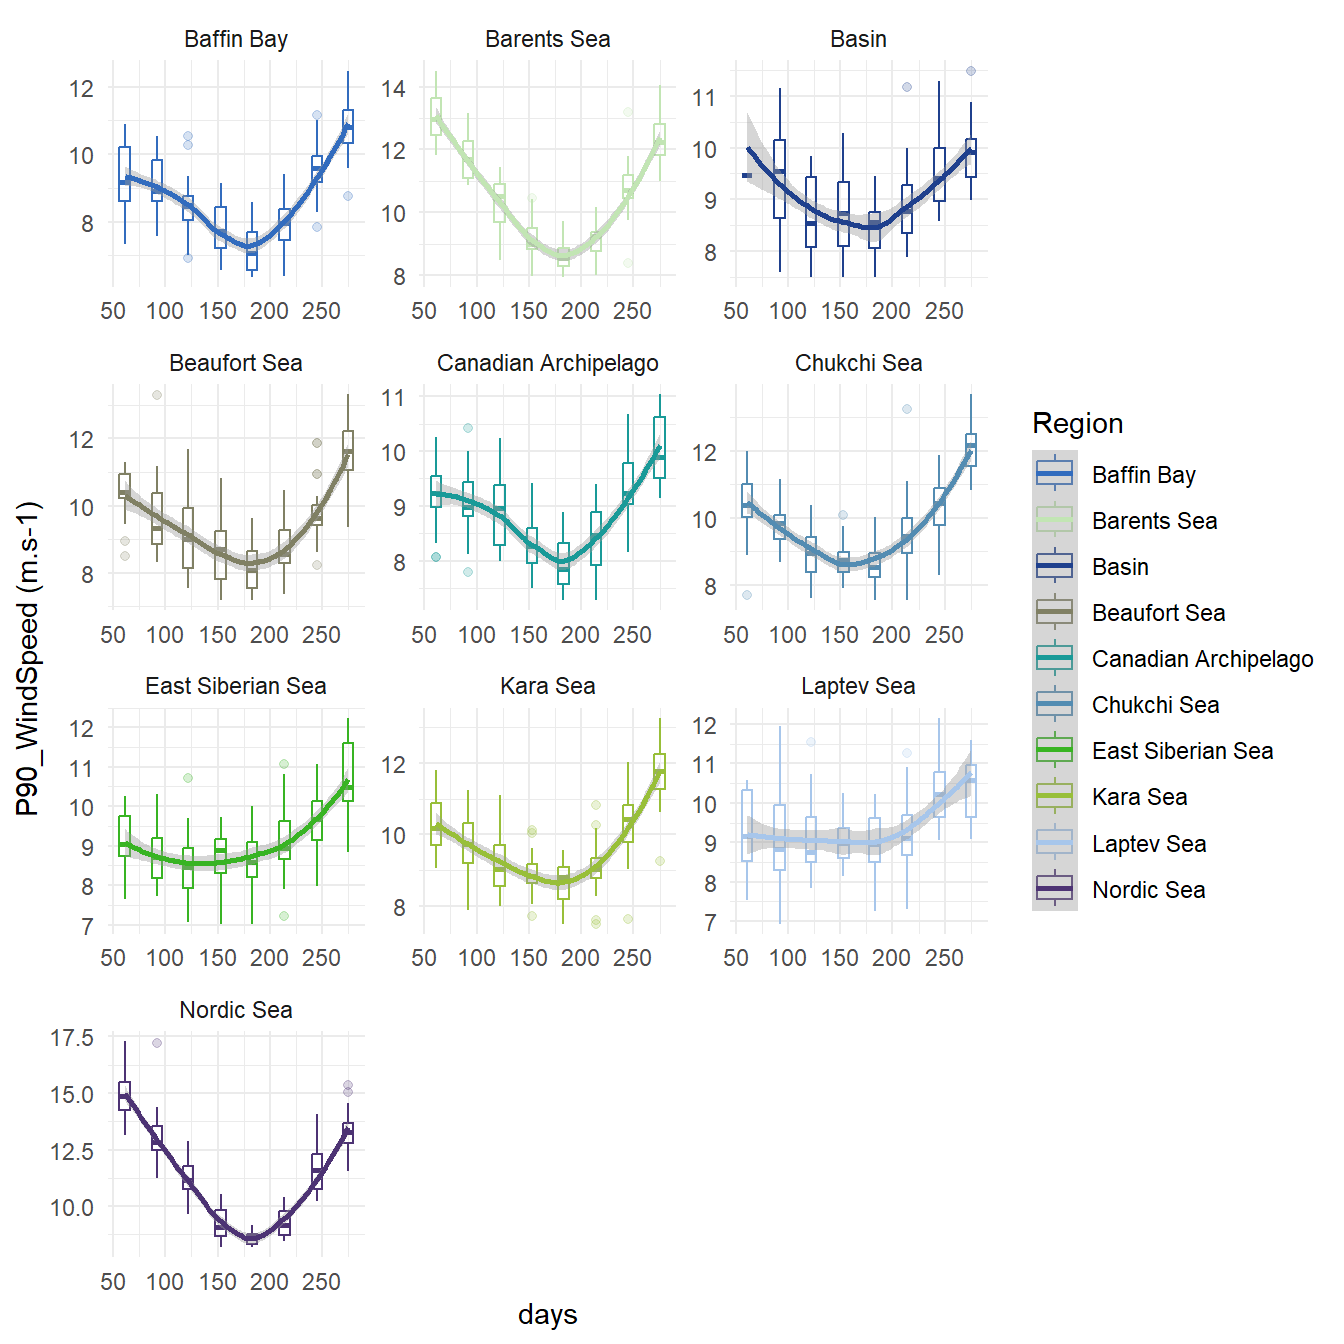 Baffin Bay Barents Sea Basin
12
10
8
14
12
10
8
11
10
9
8
50 100 150 200 250 50 100 150 200 250 50 100 150 200 250
Beaufort Sea Canadian Archipelago Chukchi Sea
12
10
8
11
10
9
8
12
10
8
50 100 150 200 250 50 100 150 200 250 50 100 150 200 250
East Siberian Sea Kara Sea Laptev Sea
12
11
10
9
8
7
12
10
8
12
11
10
9
8
7
50 100 150 200 250 50 100 150 200 250 50 100 150 200 250
Nordic Sea
17.5
15.0
12.5
10.0
50 100 150 200 250
days
P90_WindSpeed (m.s-1)
Region
Baffin Bay
Barents Sea
Basin
Beaufort Sea
Canadian Archipelago
Chukchi Sea
East Siberian Sea
Kara Sea
Laptev Sea
Nordic Sea